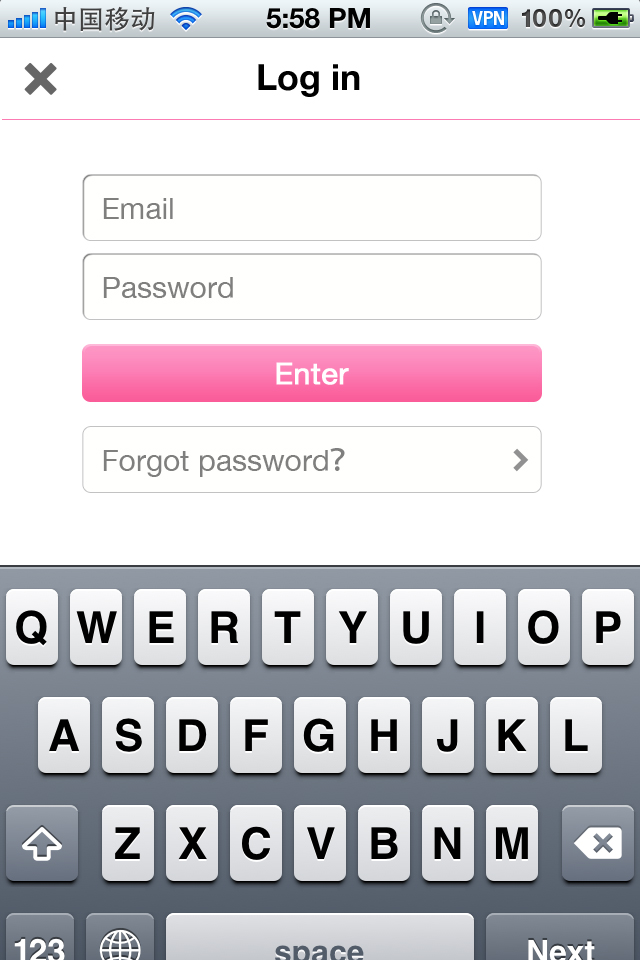 中国移动 5:58 PM VPN 100%
Log in
Email
Password
Enter
Forgot password?
Q W E R T Y U I O P
A S D F G H J K L
Z X C V B N M
123 space Next